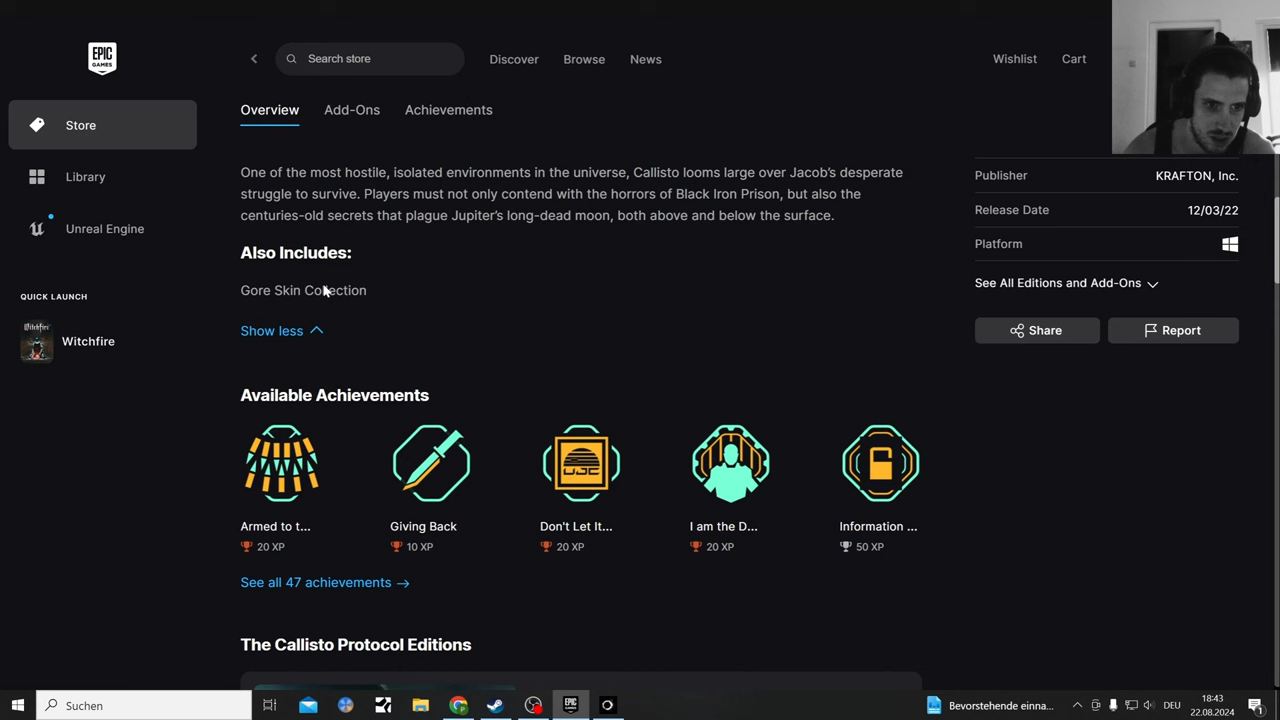 EPIC
GAMES
Search store
Discover
Browse
News
Wishlist
Cart
Store
Library
Unreal Engine
QUICK LAUNCH
Witchfire
Overview
Add-Ons
Achievements
One of the most hostile, isolated environments in the universe, Callisto looms large over Jacob's desperate
struggle to survive. Players must not only contend with the horrors of Black Iron Prison, but also the
centuries-old secrets that plague Jupiter's long-dead moon, both above and below the surface.
Also Includes:
Gore Skin Collection
Show less
Available Achievements
UJC
Armed to t...
Giving Back
Don't Let It...
I am the D...
Information ...
20 XP
10 XP
20 XP
20 XP
50 XP
See all 47 achievements
The Callisto Protocol Editions
Publisher
KRAFTON, Inc.
Release Date
12/03/22
Platform
See All Editions and Add-Ons
Share
Report
Suchen
Bevorstehende einna...
DEU
18:43
22.08.2024